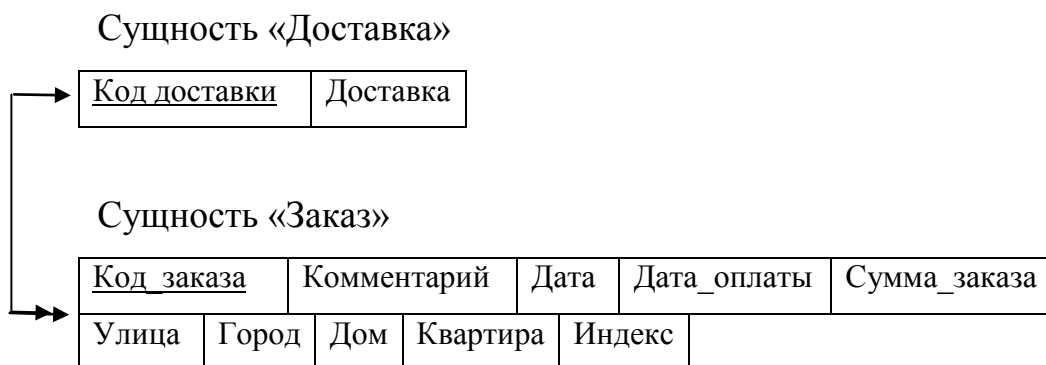 Сущность «Доставка»
Код доставки Доставка
Сущность «Заказ»
Код_заказа Комментарий Дата Дата_оплаты Сумма_заказа
Улица Город Дом Квартира Индекс